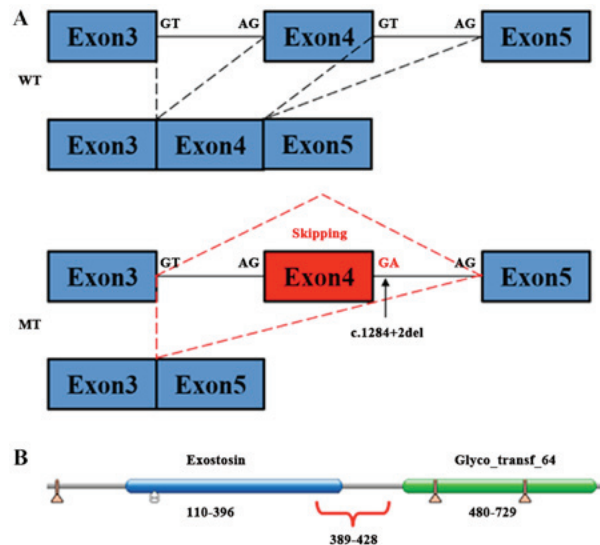 A
GT AG GT AG
Exon3 Exon4 Exon5
WT
Exon3 Exon4 Exon5
Skipping
GT AG GA AG
Exon3 Exon4 Exon5
MT
c.1284+2del
Exon3 Exon5
B
Exostosin Glyco_transf_64
110-396 480-729
389-428